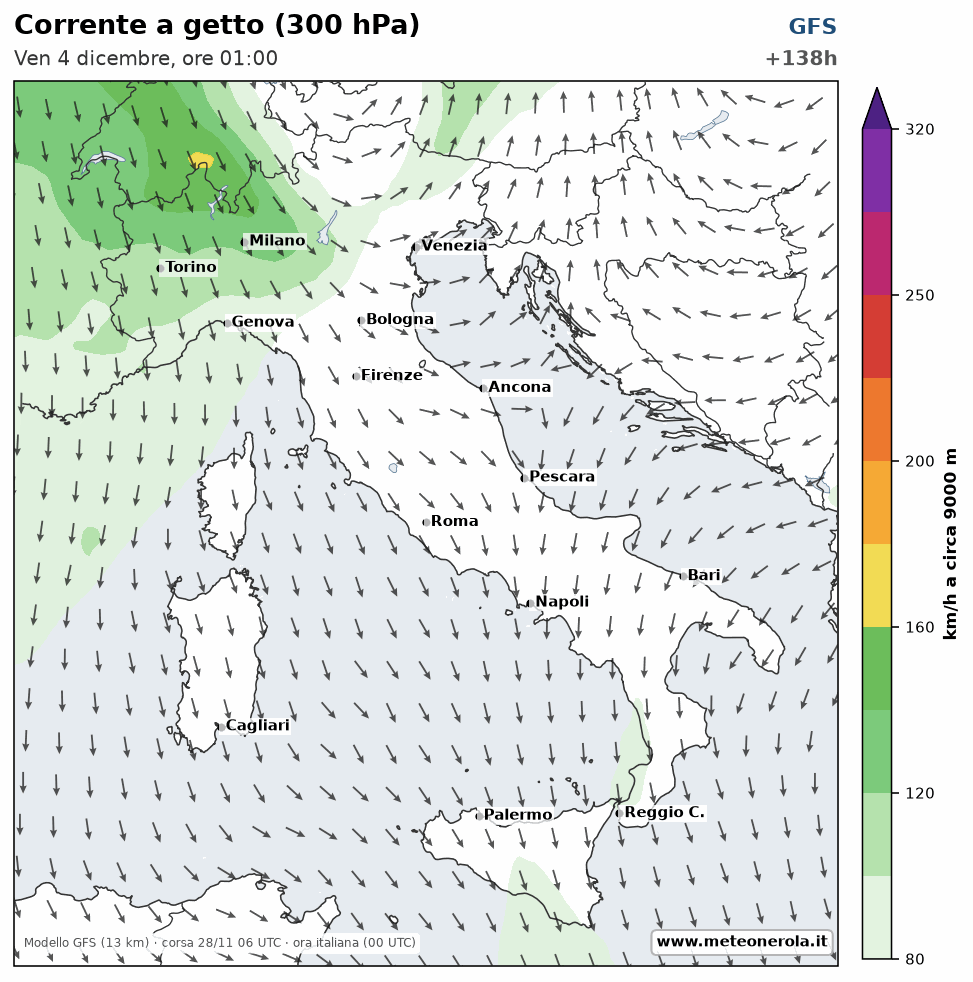 Corrente a getto (300 hPa)
GFS
Ven 4 dicembre, ore 01:00
+138h
320
250
200
160
120
80
km/h a circa 9000 m
Milano
Venezia
Torino
Genova
Bologna
Firenze
Ancona
Pescara
Roma
Bari
Napoli
Cagliari
Palermo
Reggio C.
Modello GFS (13 km) · corsa 28/11 06 UTC · ora italiana (00 UTC)
www.meteonerola.it